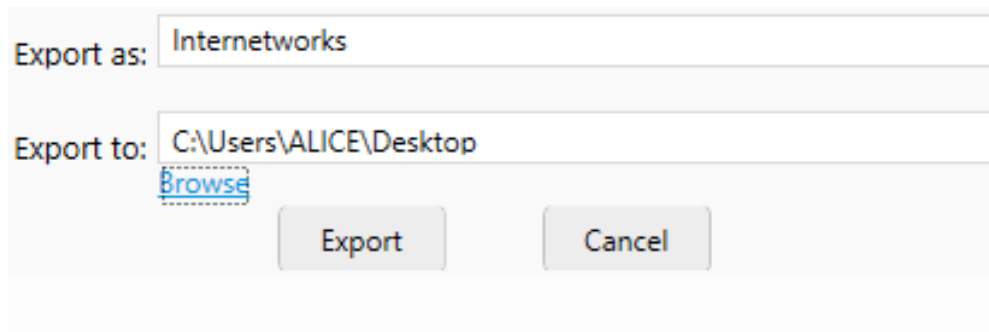 Export as: Internetworks
Export to: C:\Users\ALICE\Desktop
Browse
Export Cancel